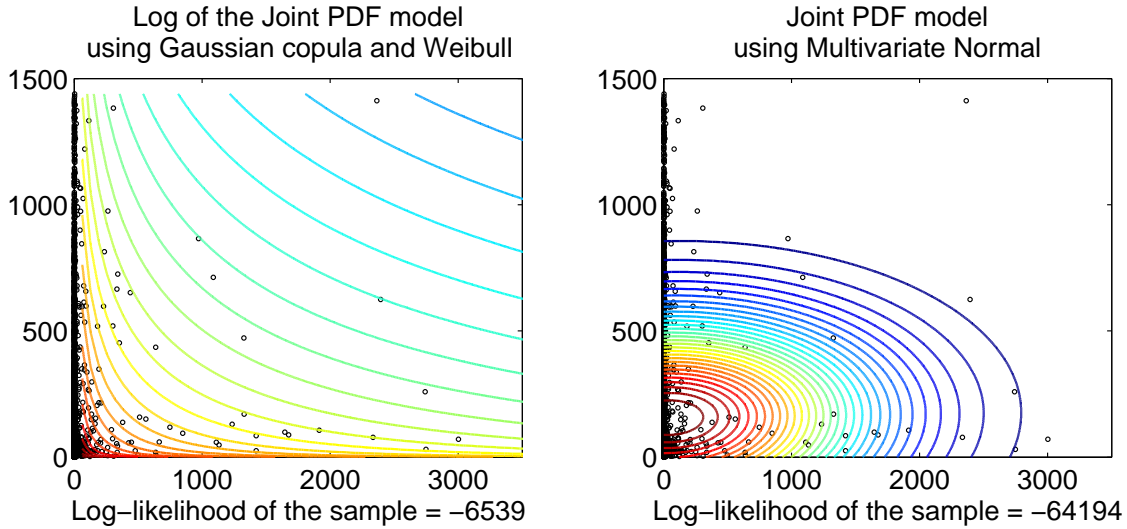 Log of the Joint PDF model
using Gaussian copula and Weibull
1500
1000
500
0
0 1000 2000 3000
Log−likelihood of the sample = −6539
Joint PDF model
using Multivariate Normal
1500
1000
500
0
0 1000 2000 3000
Log−likelihood of the sample = −64194